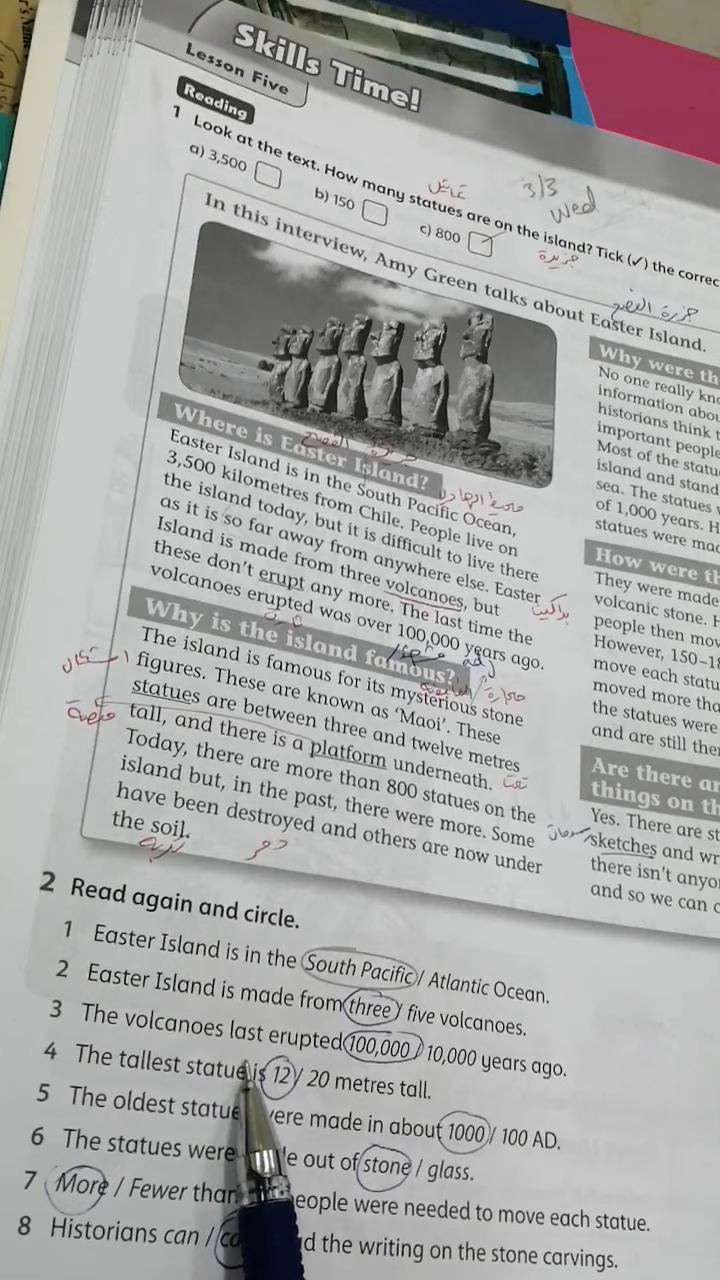 Skills Time!
Lesson Five
Reading
1 Look at the text. How many statues are on the island? Tick (✓) the correc
a) 3,500
b) 150
c) 800
3/3
Wed
جزيرة
In this interview, Amy Green talks about Easter Island.
Where is Easter Island?
Easter Island is in the South Pacific Ocean,
3,500 kilometres from Chile. People live on
the island today, but it is difficult to live there
as it is so far away from anywhere else. Easter
Island is made from three volcanoes, but
these don't erupt any more. The last time the
volcanoes erupted was over 100,000 years ago.
Why is the island famous?
The island is famous for its mysterious stone
figures. These are known as 'Maoi'. These
statues are between three and twelve metres
tall, and there is a platform underneath.
Today, there are more than 800 statues on the
island but, in the past, there were more. Some
have been destroyed and others are now under
the soil.
Why were th
No one really kn
information abou
historians think t
important people
Most of the statu
island and stand
sea. The statues w
of 1,000 years. H
statues were mad
How were th
They were made
volcanic stone. H
people then mov
However, 150–18
move each statu
moved more tha
the statues were
and are still the
Are there an
things on th
Yes. There are st
sketches and wr
there isn't anyo
and so we can o
2 Read again and circle.
1 Easter Island is in the South Pacific / Atlantic Ocean.
2 Easter Island is made from three / five volcanoes.
3 The volcanoes last erupted 100,000 / 10,000 years ago.
4 The tallest statue is 12 / 20 metres tall.
5 The oldest statue were made in about 1000 / 100 AD.
6 The statues were out of stone / glass.
7 More / Fewer than people were needed to move each statue.
8 Historians can / the writing on the stone carvings.